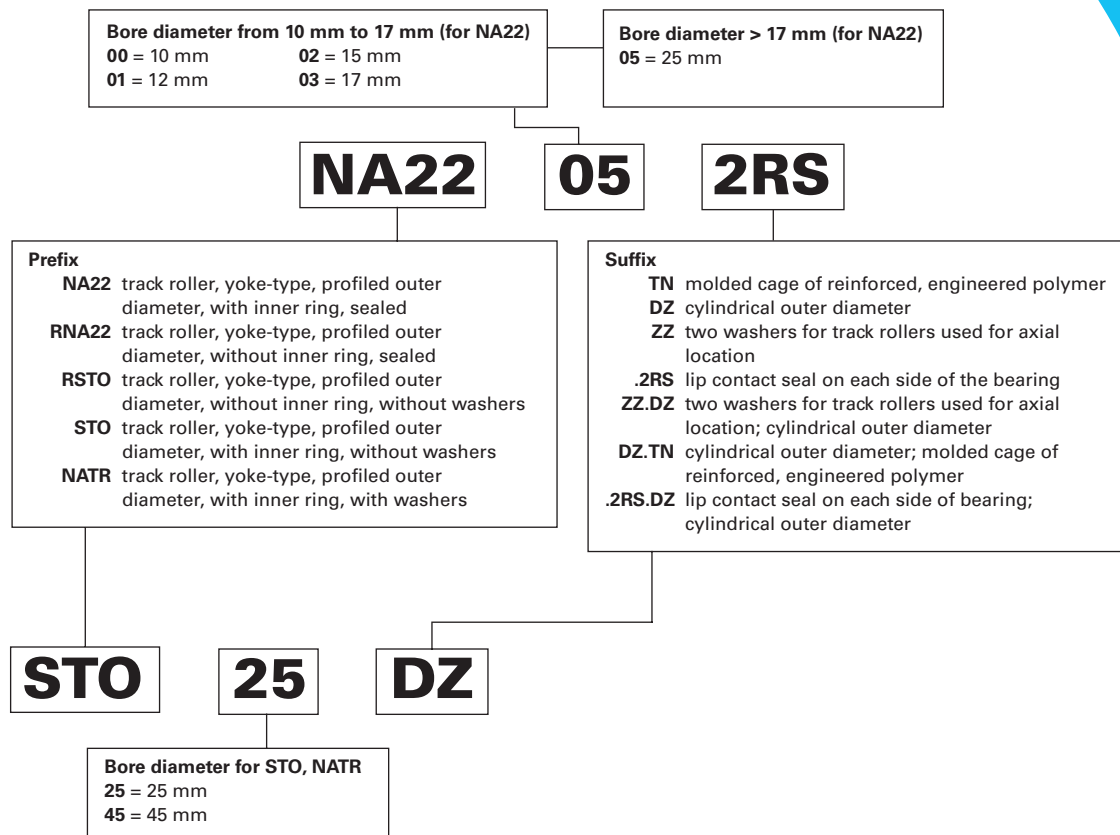 Bore diameter from 10 mm to 17 mm (for NA22)
00 = 10 mm 02 = 15 mm
01 = 12 mm 03 = 17 mm
Bore diameter > 17 mm (for NA22)
05 = 25 mm
NA22 05 2RS
Prefix
NA22 track roller, yoke-type, profiled outer
diameter, with inner ring, sealed
RNA22 track roller, yoke-type, profiled outer
diameter, without inner ring, sealed
RSTO track roller, yoke-type, profiled outer
diameter, without inner ring, without washers
STO track roller, yoke-type, profiled outer
diameter, with inner ring, without washers
NATR track roller, yoke-type, profiled outer
diameter, with inner ring, with washers
Suffix
TN molded cage of reinforced, engineered polymer
DZ cylindrical outer diameter
ZZ two washers for track rollers used for axial
location
.2RS lip contact seal on each side of the bearing
ZZ.DZ two washers for track rollers used for axial
location; cylindrical outer diameter
DZ.TN cylindrical outer diameter; molded cage of
reinforced, engineered polymer
.2RS.DZ lip contact seal on each side of bearing;
cylindrical outer diameter
STO 25 DZ
Bore diameter for STO, NATR
25 = 25 mm
45 = 45 mm